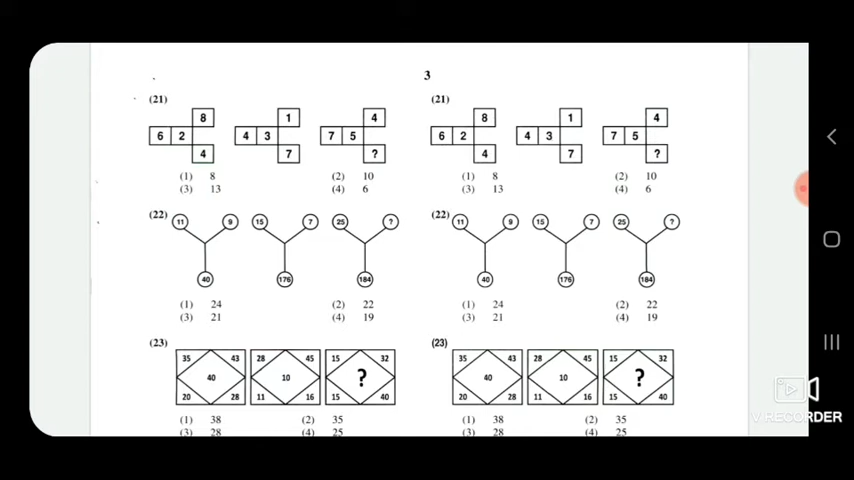 3
(21) (21)
8 1 4 8 1 4
6 2 4 3 7 5 6 2 4 3 7 5
4 7 ? 4 7 ?
(1) 8 (2) 10 (1) 8 (2) 10
(3) 13 (4) 6 (3) 13 (4) 6
(22) 11 9 15 7 25 ? (22) 11 9 15 7 25 ?
40 176 184 40 176 184
(1) 24 (2) 22 (1) 24 (2) 22
(3) 21 (4) 19 (3) 21 (4) 19
(23) (23)
35 43 28 45 15 32 35 43 28 45 15 32
40 10 ? 40 10 ?
20 28 11 16 15 40 20 28 11 16 15 40
(1) 38 (2) 35 (1) 38 (2) 35
(3) 28 (4) 25 (3) 28 (4) 25
V RECORDER